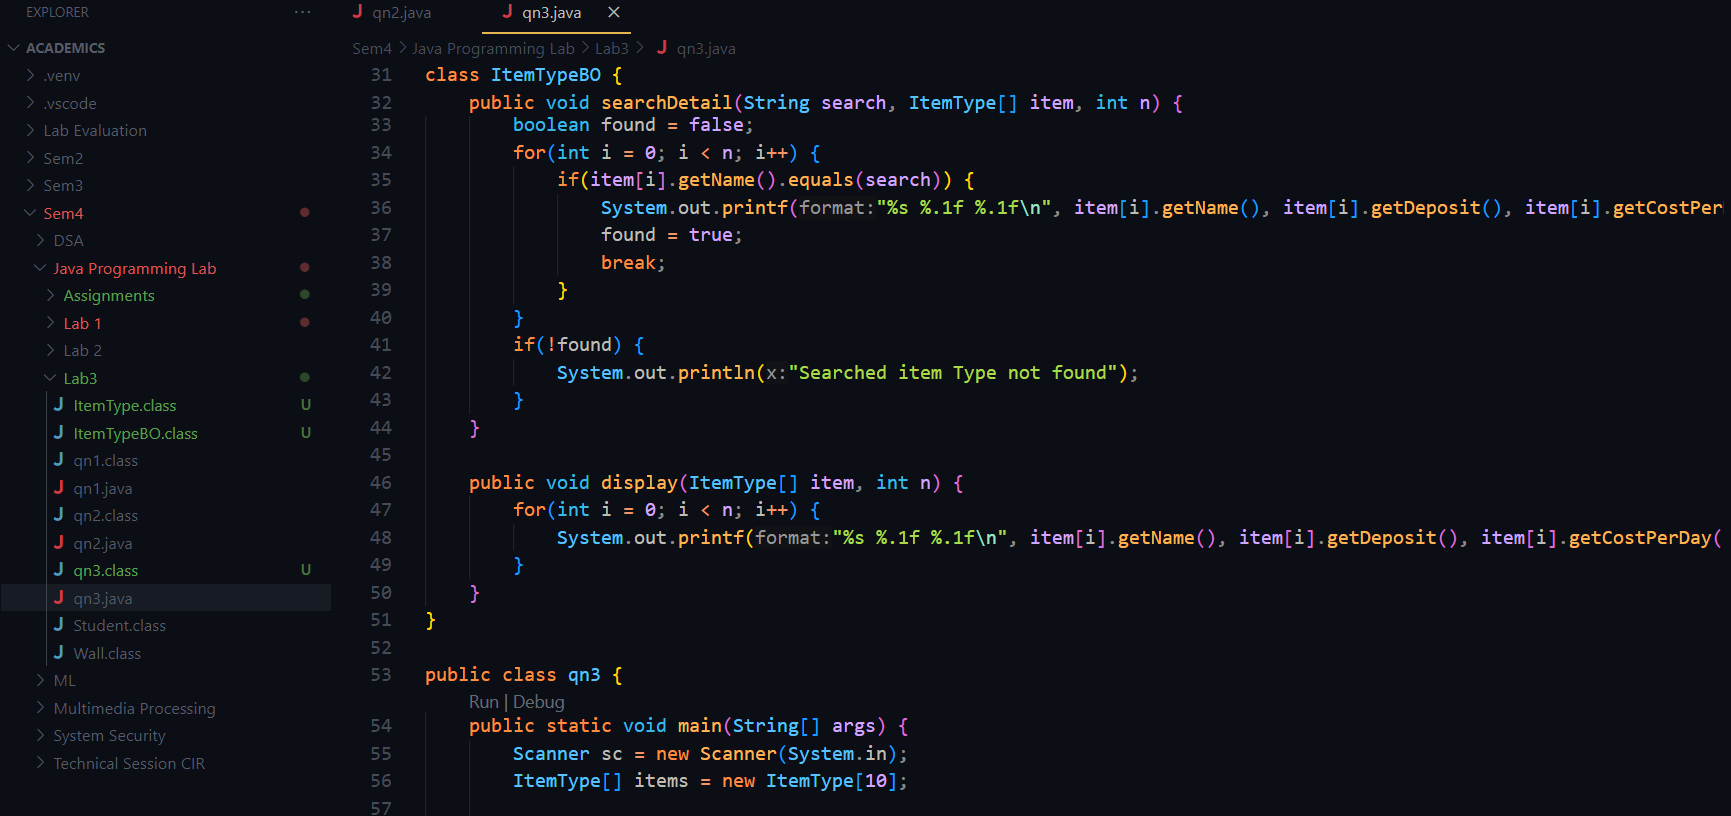 EXPLORER ···
ACADEMICS
.venv
.vscode
Lab Evaluation
Sem2
Sem3
Sem4
DSA
Java Programming Lab
Assignments
Lab 1
Lab 2
Lab3
J ItemType.class U
J ItemTypeBO.class U
J qn1.class
J qn1.java
J qn2.class
J qn2.java
J qn3.class U
J qn3.java
J Student.class
J Wall.class
ML
Multimedia Processing
System Security
Technical Session CIR
J qn2.java J qn3.java ×
Sem4 > Java Programming Lab > Lab3 > J qn3.java
31 class ItemTypeBO {
32 public void searchDetail(String search, ItemType[] item, int n) {
33 boolean found = false;
34 for(int i = 0; i < n; i++) {
35 if(item[i].getName().equals(search)) {
36 System.out.printf(format:"%s %.1f %.1f\n", item[i].getName(), item[i].getDeposit(), item[i].getCostPer
37 found = true;
38 break;
39 }
40 }
41 if(!found) {
42 System.out.println(x:"Searched item Type not found");
43 }
44 }
45
46 public void display(ItemType[] item, int n) {
47 for(int i = 0; i < n; i++) {
48 System.out.printf(format:"%s %.1f %.1f\n", item[i].getName(), item[i].getDeposit(), item[i].getCostPerDay(
49 }
50 }
51 }
52
53 public class qn3 {
Run | Debug
54 public static void main(String[] args) {
55 Scanner sc = new Scanner(System.in);
56 ItemType[] items = new ItemType[10];
57